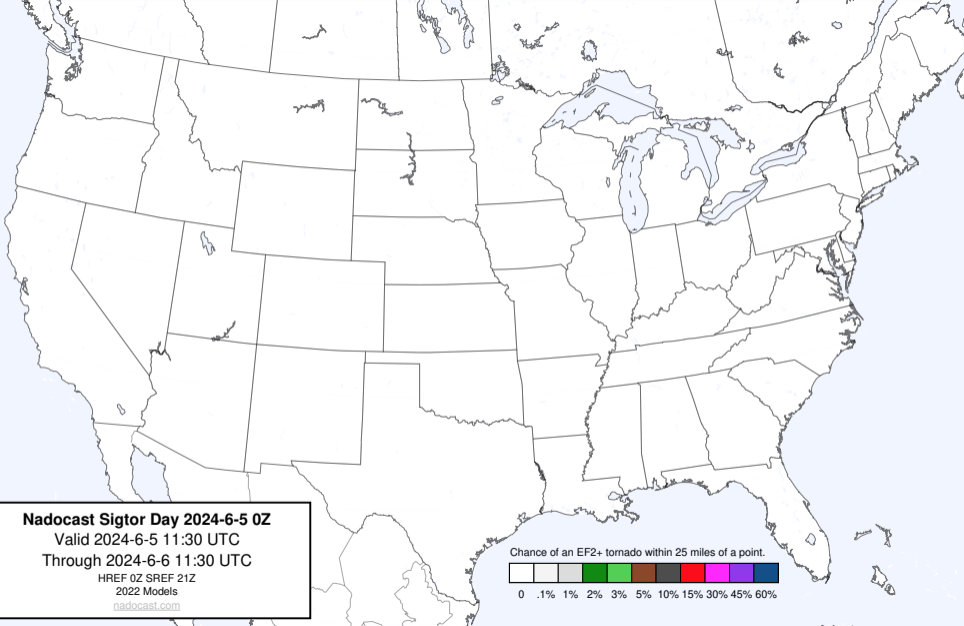 Nadocast Sigtor Day 2024-6-5 0Z
Valid 2024-6-5 11:30 UTC
Through 2024-6-6 11:30 UTC
HREF 0Z SREF 21Z
2022 Models
nadocast.com
Chance of an EF2+ tornado within 25 miles of a point.
0 .1% 1% 2% 3% 5% 10% 15% 30% 45% 60%